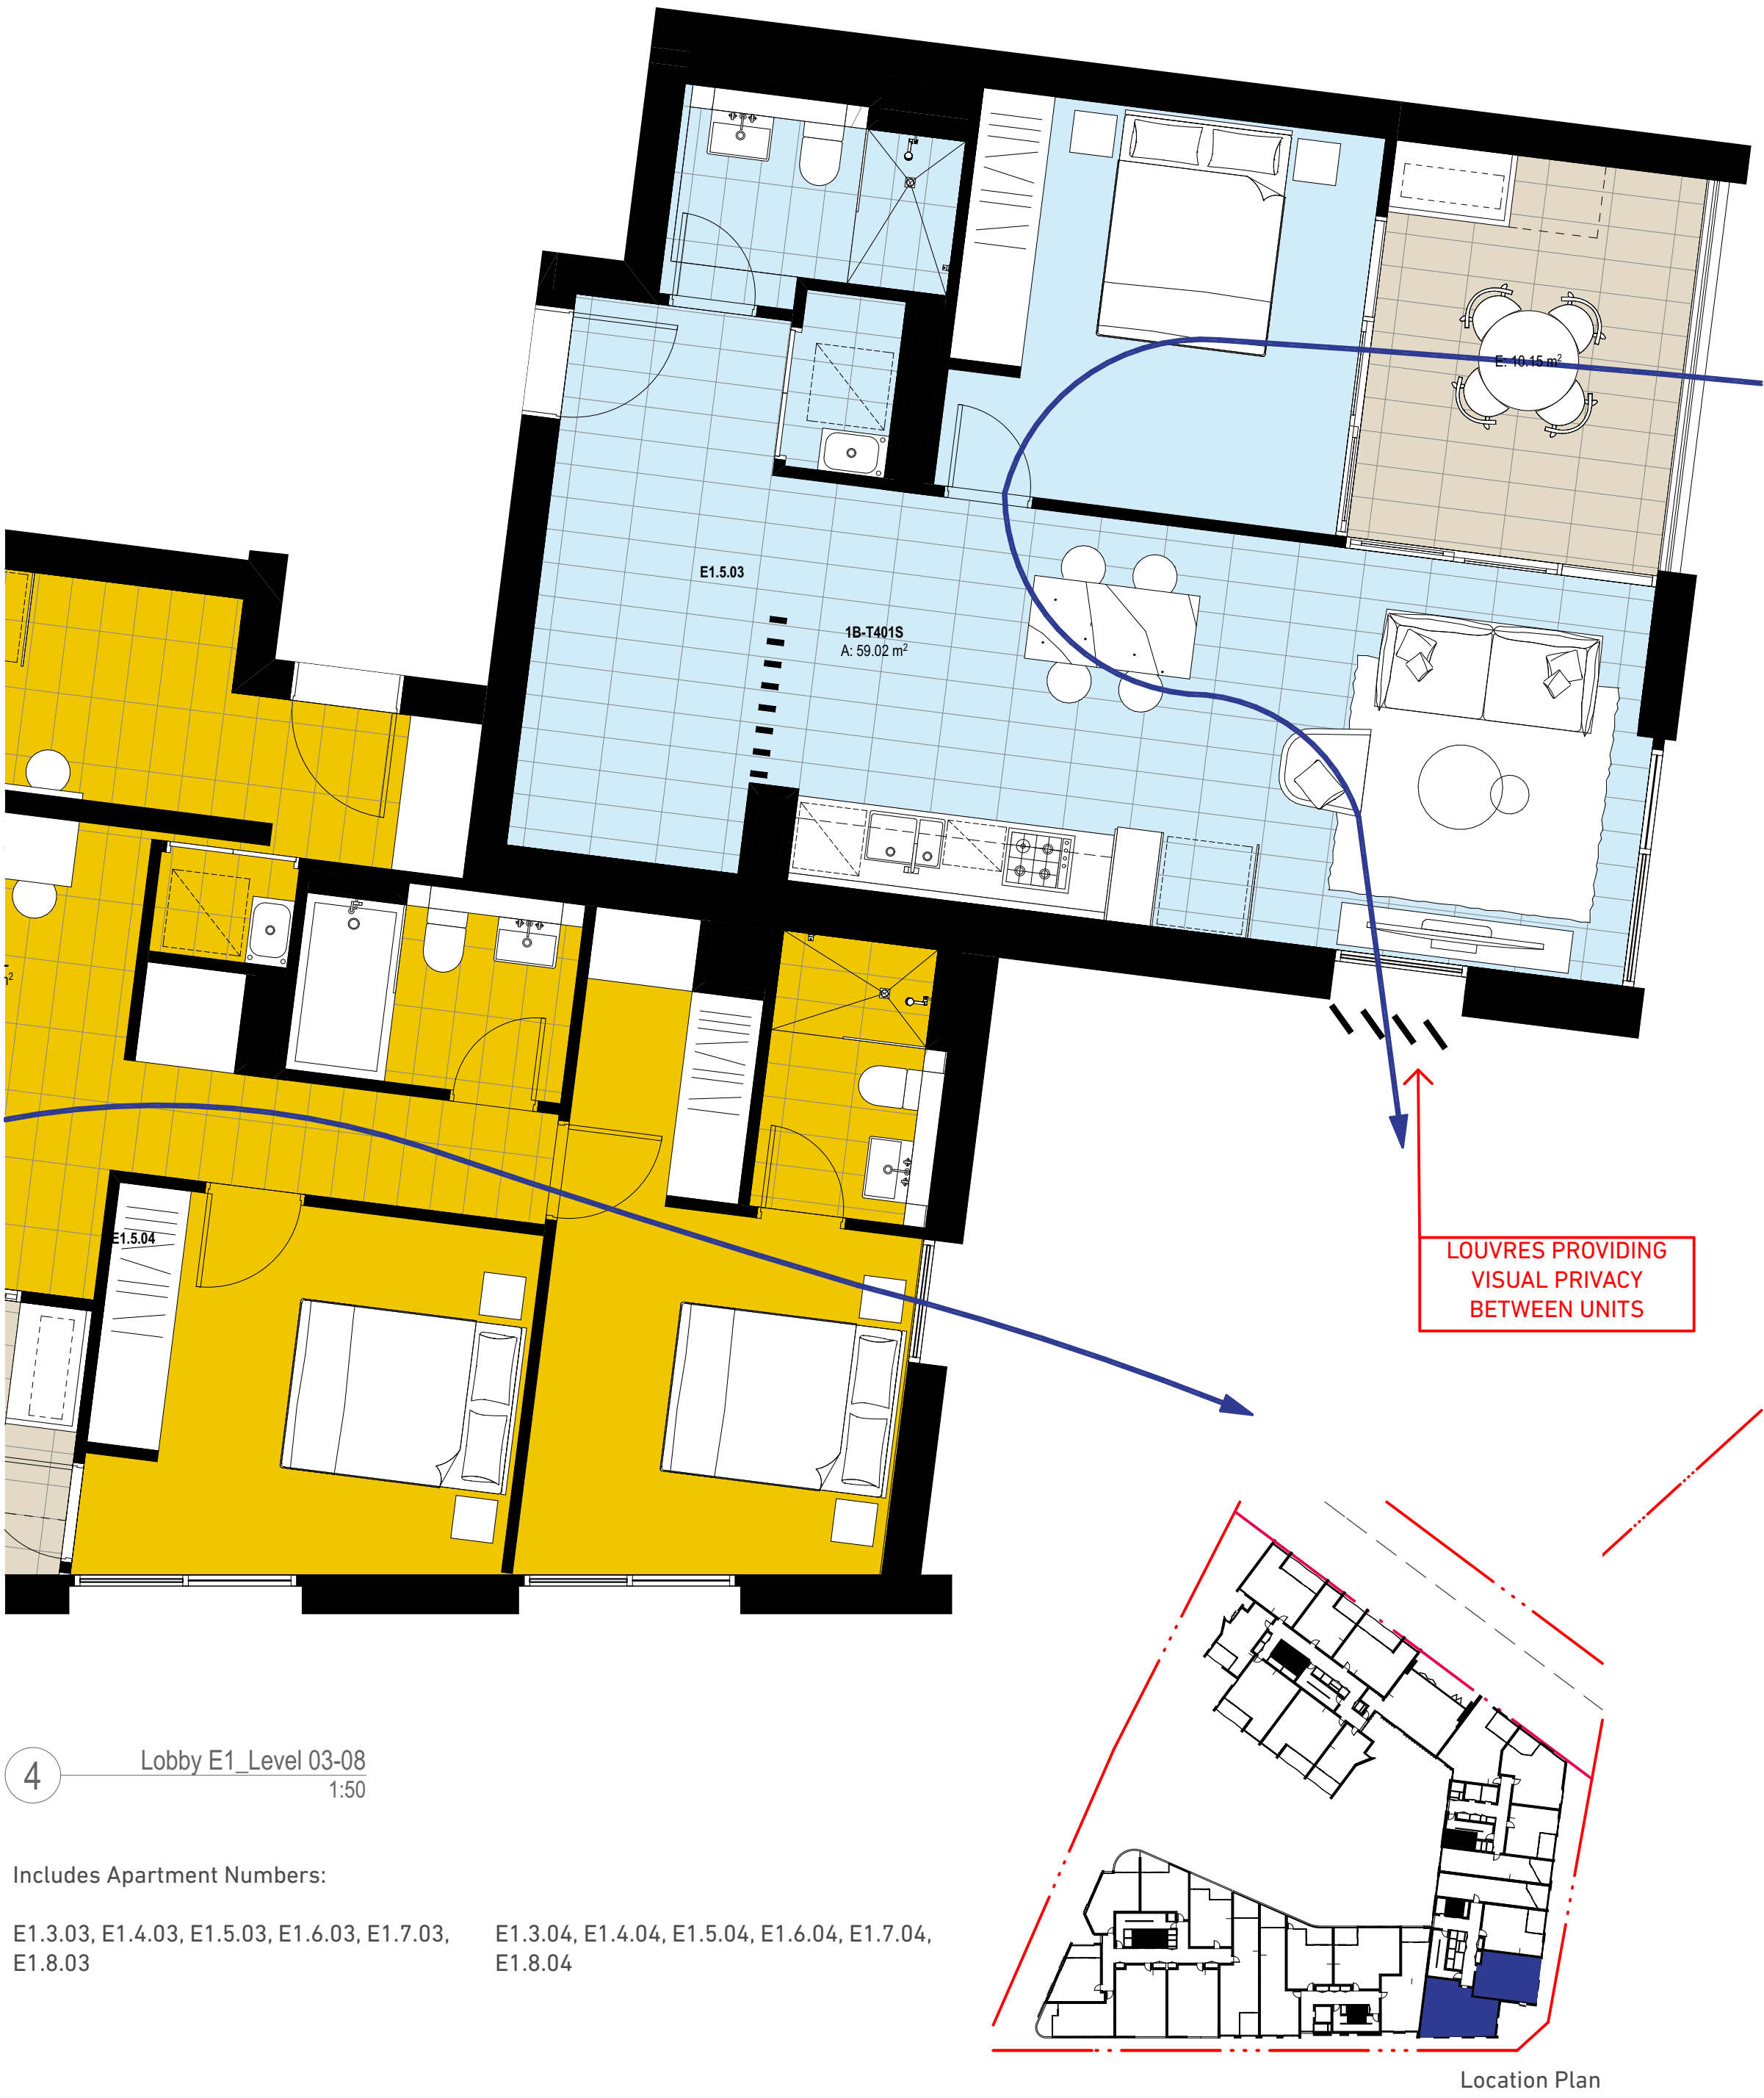 E: 10.15 m²
E1.5.03
1B-T401S
A: 59.02 m²
E1.5.04
LOUVRES PROVIDING
VISUAL PRIVACY
BETWEEN UNITS
4
Lobby E1_Level 03-08
1:50
Includes Apartment Numbers:
E1.3.03, E1.4.03, E1.5.03, E1.6.03, E1.7.03,
E1.8.03
E1.3.04, E1.4.04, E1.5.04, E1.6.04, E1.7.04,
E1.8.04
Location Plan